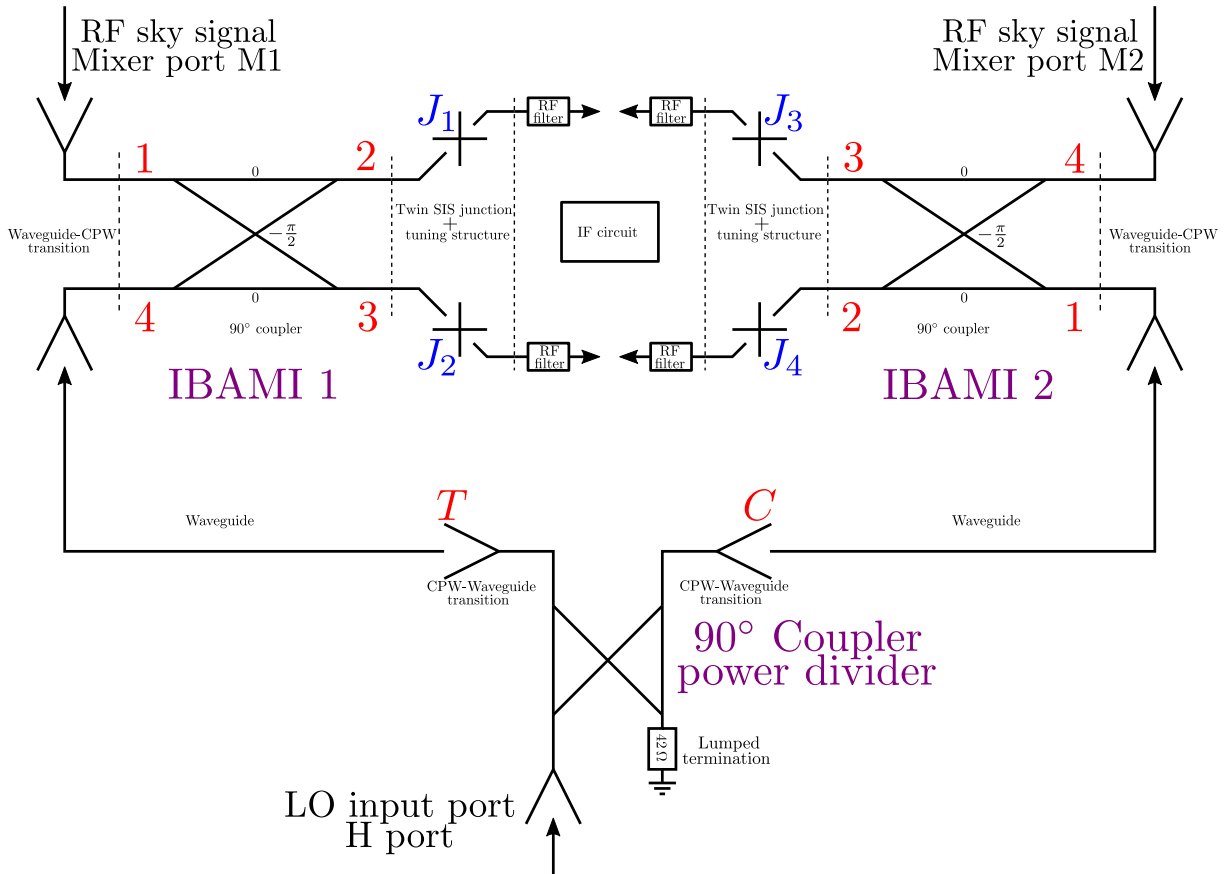 RF sky signal
Mixer port M1
RF sky signal
Mixer port M2
J1
RF
filter
RF
filter
J3
1
0
2
3
0
4
Waveguide-CPW
transition
−π/2
Twin SIS junction
+
tuning structure
IF circuit
Twin SIS junction
+
tuning structure
−π/2
Waveguide-CPW
transition
4
0
90° coupler
3
2
0
90° coupler
1
J2
RF
filter
RF
filter
J4
IBAMI 1
IBAMI 2
T
C
Waveguide
Waveguide
CPW-Waveguide
transition
CPW-Waveguide
transition
90° Coupler
power divider
42 Ω
Lumped
termination
LO input port
H port